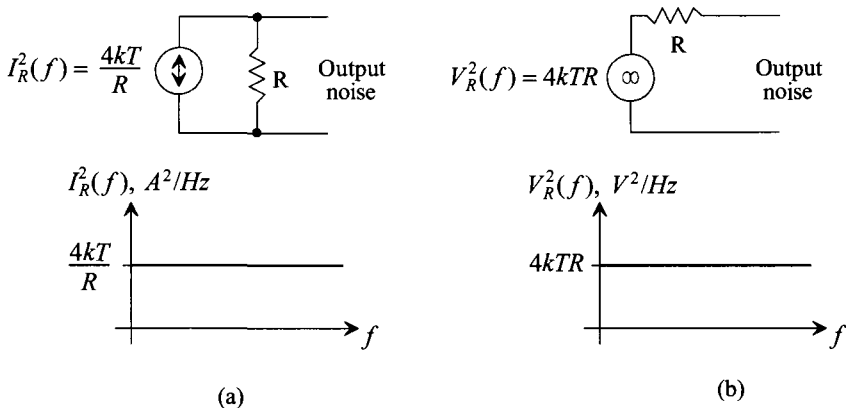 I_R^2(f) = 4kT/R
R
Output
noise
I_R^2(f), A^2/Hz
4kT/R
f
(a)
V_R^2(f) = 4kTR
∞
R
Output
noise
V_R^2(f), V^2/Hz
4kTR
f
(b)